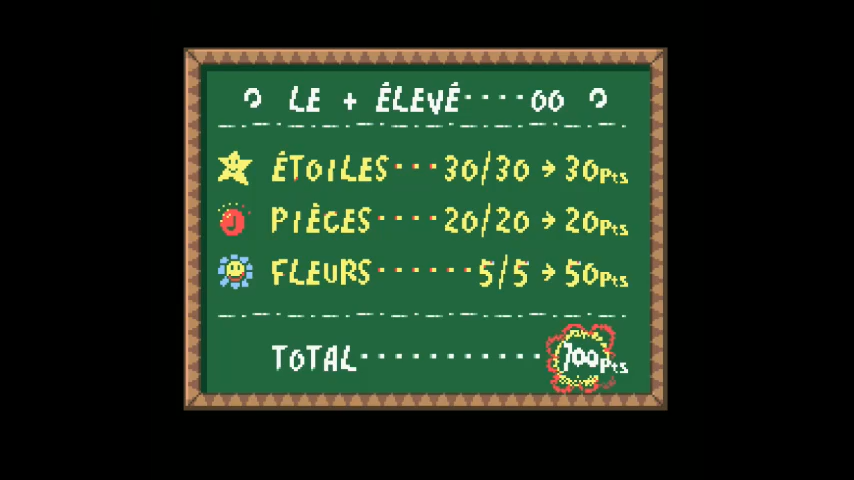 LE + ÉLEVÉ····00
ÉTOILES···30/30→30Pts
PIÈCES····20/20→20Pts
FLEURS······5/5→50Pts
TOTAL···········100Pts